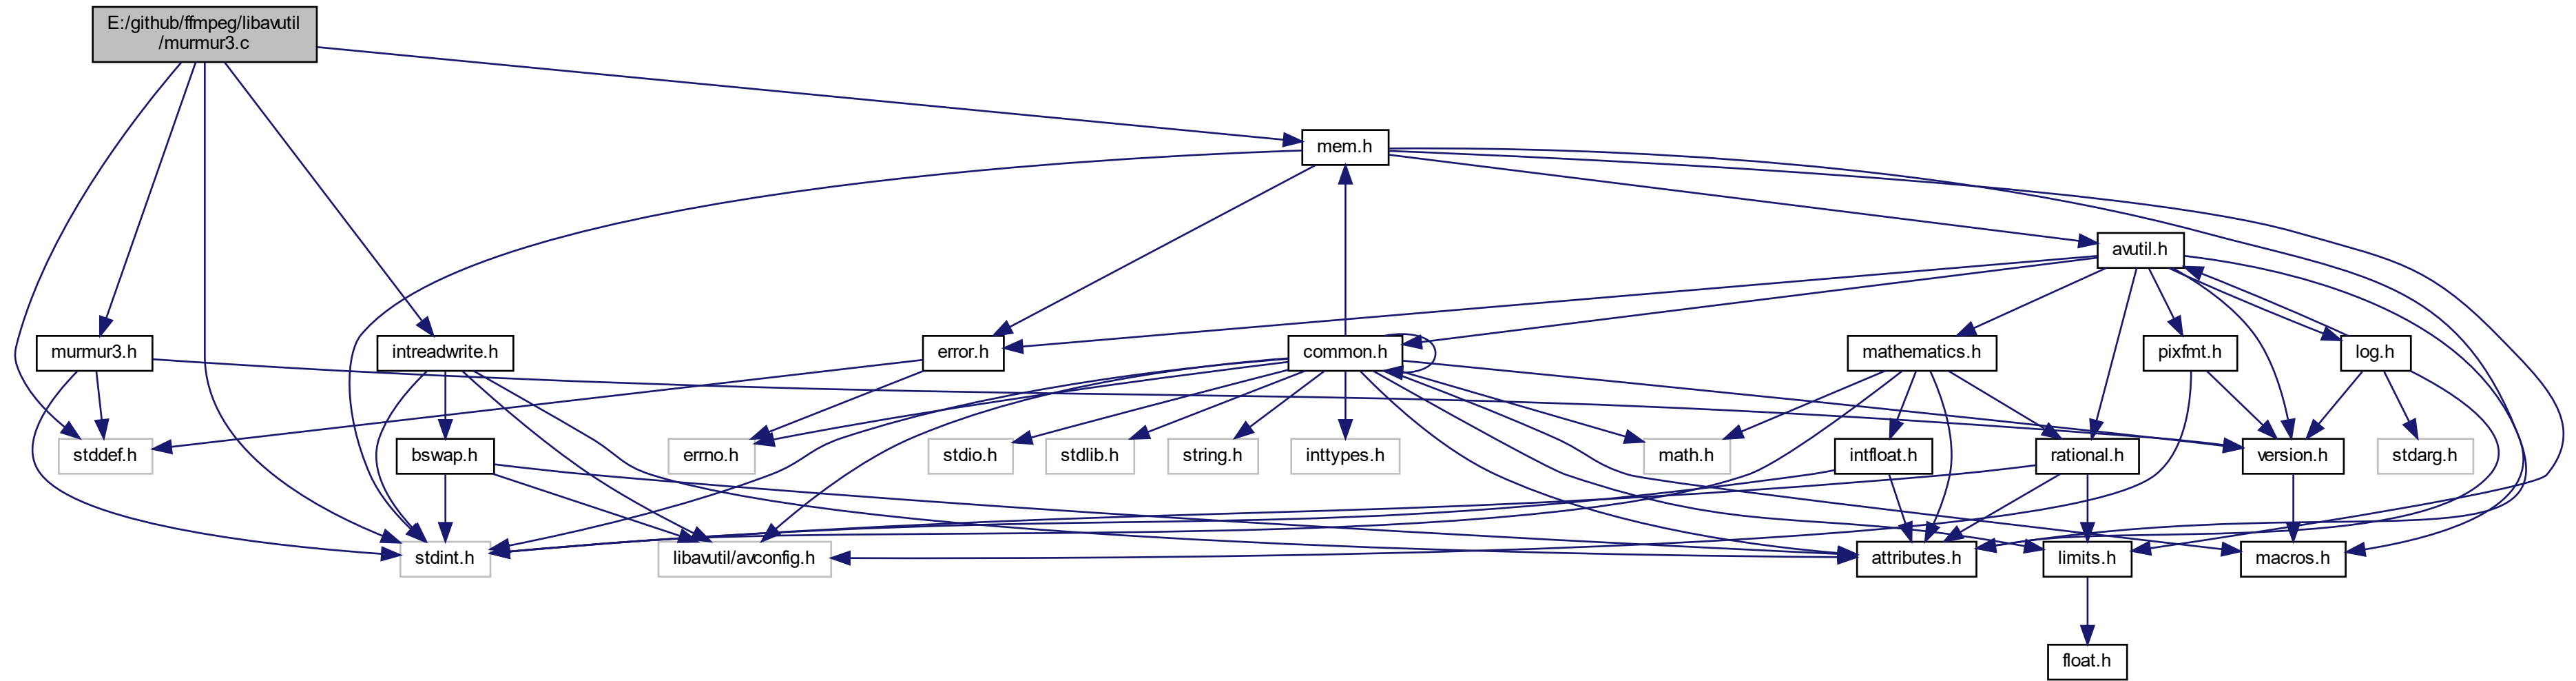 E:/github/ffmpeg/libavutil
/murmur3.c
mem.h
avutil.h
murmur3.h
intreadwrite.h
error.h
common.h
mathematics.h
pixfmt.h
log.h
stddef.h
bswap.h
errno.h
stdio.h
stdlib.h
string.h
inttypes.h
math.h
intfloat.h
rational.h
version.h
stdarg.h
stdint.h
libavutil/avconfig.h
attributes.h
limits.h
macros.h
float.h